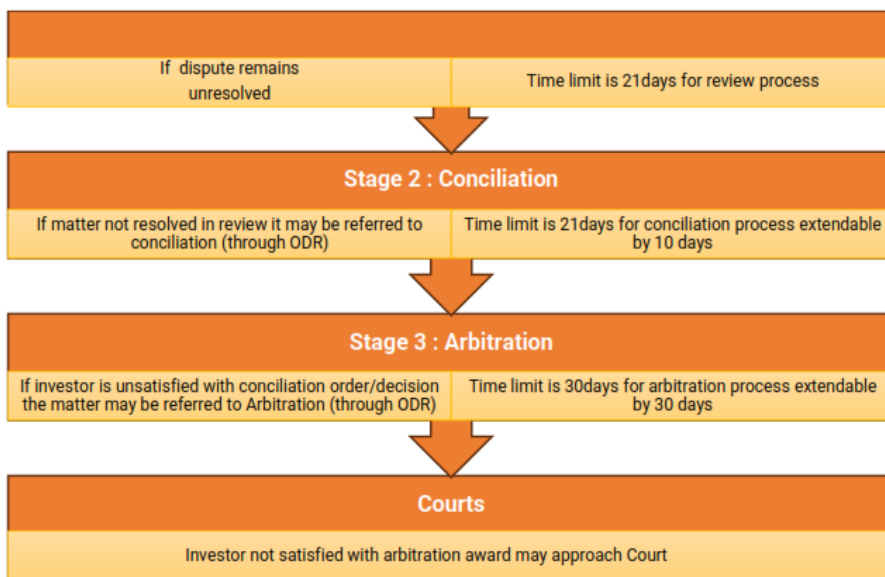 If dispute remains
unresolved
Time limit is 21days for review process
Stage 2 : Conciliation
If matter not resolved in review it may be referred to
conciliation (through ODR)
Time limit is 21days for conciliation process extendable
by 10 days
Stage 3 : Arbitration
If investor is unsatisfied with conciliation order/decision
the matter may be referred to Arbitration (through ODR)
Time limit is 30days for arbitration process extendable
by 30 days
Courts
Investor not satisfied with arbitration award may approach Court